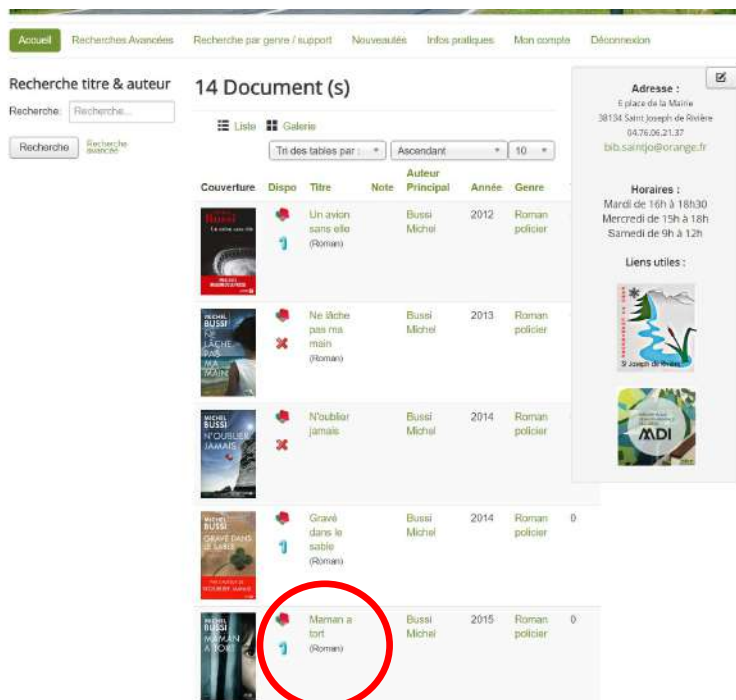 Accueil
Recherches Avancées
Recherche par genre / support
Nouveautés
Infos pratiques
Mon compte
Déconnexion
Recherche titre & auteur
Recherche:
Recherche...
Recherche
Recherche
avancée
14 Document (s)
Liste
Galerie
Tri des tables par :
Ascendant
10
Couverture
Dispo
Titre
Note
Auteur
Principal
Année
Genre
Bussi
Un avion
sans elle
(Roman)
Bussi
Michel
2012
Roman
policier
MICHEL
BUSSI
NE
LÂCHE
PAS
MA
MAIN
Ne lâche
pas ma
main
(Roman)
Bussi
Michel
2013
Roman
policier
MICHEL
BUSSI
N'OUBLIER
JAMAIS
N'oublier
jamais
Bussi
Michel
2014
Roman
policier
MICHEL
BUSSI
GRAVÉ DANS
LE SABLE
Gravé
dans le
sable
(Roman)
Bussi
Michel
2014
Roman
policier
0
MICHEL
BUSSI
MAMAN
A TORT
Maman a
tort
(Roman)
Bussi
Michel
2015
Roman
policier
0
Adresse :
6 place de la Mairie
38134 Saint Joseph de Rivière
04.76.06.21.37
bib.saintjo@orange.fr
Horaires :
Mardi de 16h à 18h30
Mercredi de 15h à 18h
Samedi de 9h à 12h
Liens utiles :
St Joseph de Rivière
MDI